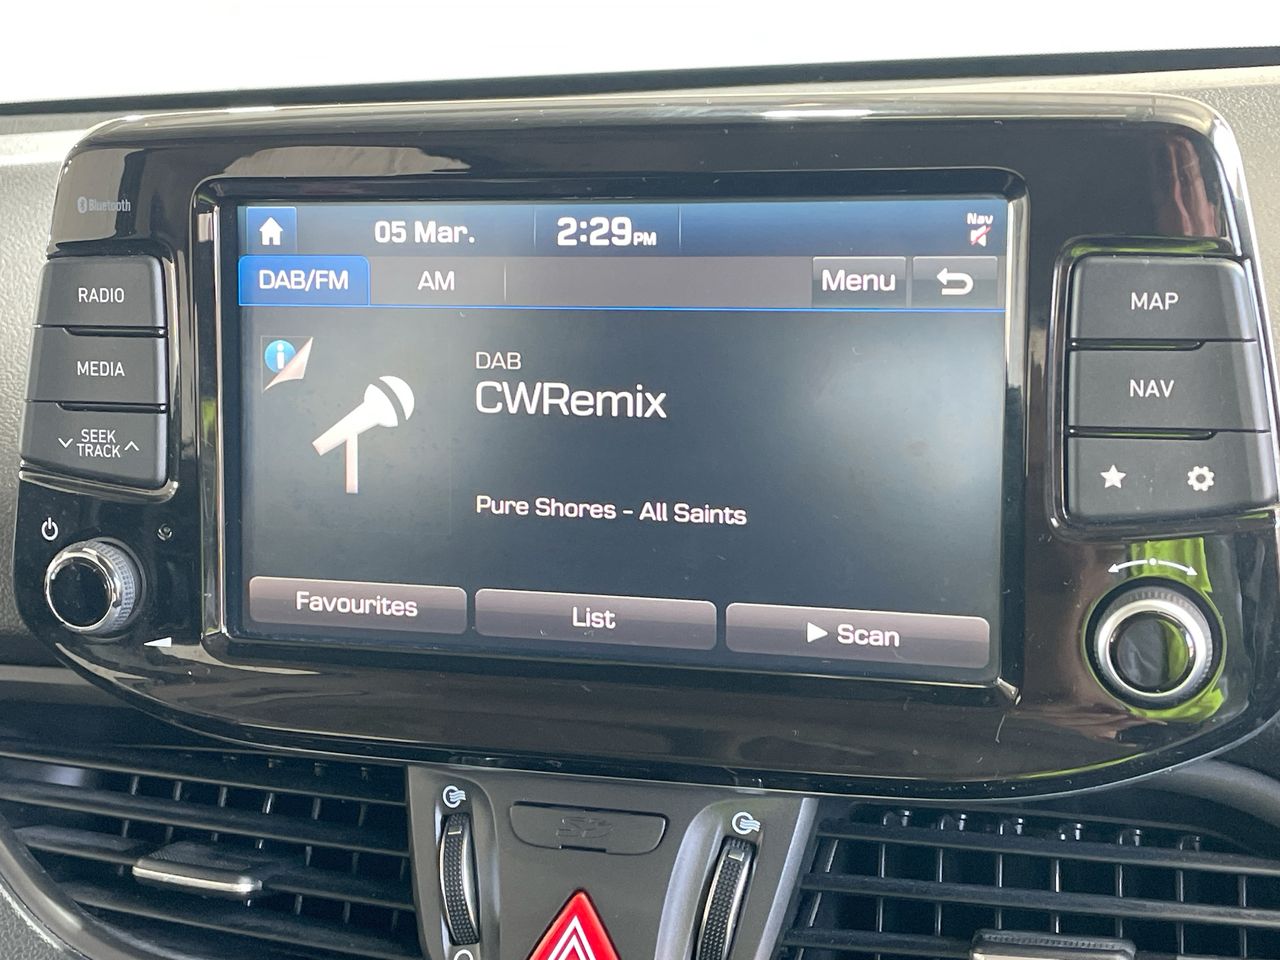 Bluetooth
05 Mar. 2:29PM Nav
DAB/FM AM Menu
RADIO
MEDIA
SEEK
TRACK
DAB
CWRemix
Pure Shores - All Saints
Favourites List Scan
MAP
NAV
SD